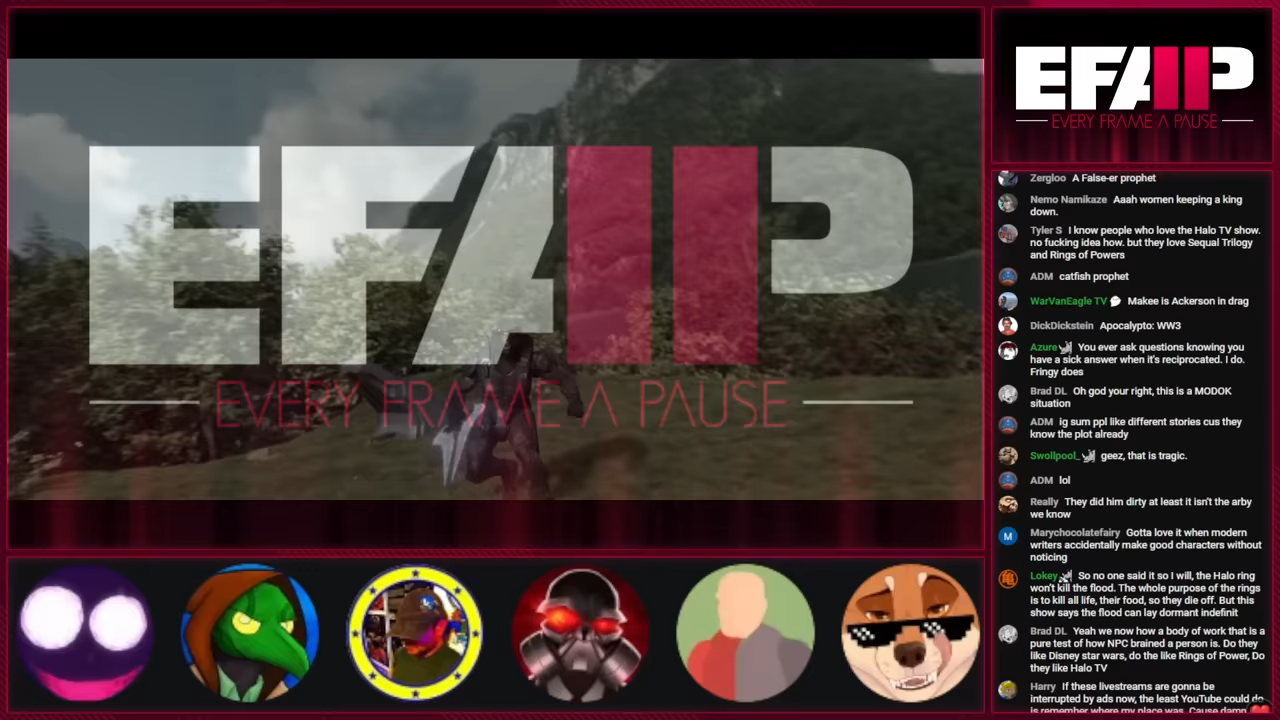 EFAP
EVERY FRAME A PAUSE
EFAP
EVERY FRAME A PAUSE
Zergloo A False-er prophet
Nemo Namikaze Aaah women keeping a king
down.
Tyler S I know people who love the Halo TV show.
no fucking idea how. but they love Sequal Trilogy
and Rings of Powers
ADM catfish prophet
WarVanEagle TV Makee is Ackerson in drag
DickDickstein Apocalypto: WW3
Azure You ever ask questions knowing you
have a sick answer when it's reciprocated. I do.
Fringy does
Brad DL Oh god your right, this is a MODOK
situation
ADM ig sum ppl like different stories cus they
know the plot already
Swollpool_ geez, that is tragic.
ADM lol
Really They did him dirty at least it isn't the arby
we know
M
Marychocolatefairy Gotta love it when modern
writers accidentally make good characters without
noticing
Lokey So no one said it so I will, the Halo ring
won't kill the flood. The whole purpose of the rings
is to kill all life, their food, so they die off. But this
show says the flood can lay dormant indefinit
Brad DL Yeah we now how a body of work that is a
pure test of how NPC brained a person is. Do they
like Disney star wars, do the like Rings of Power, Do
they like Halo TV
Harry If these livestreams are gonna be
interrupted by ads now, the least YouTube could do
is remember where my place was. Cause damn